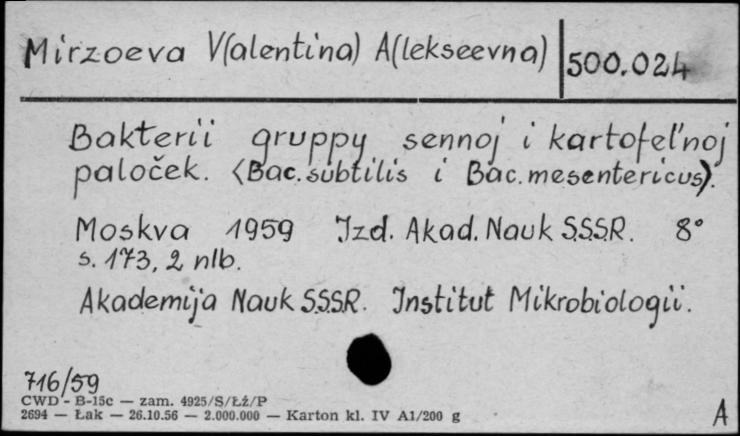 Mirzoeva V(alentina) A(lekseevna)
500.024
Bakterii gruppy sennoj i kartofel'noj
paloček. <Bac. subtilis i Bac. mesentericus).
Moskva 1959 Izd. Akad. Nauk S.S.S.R. 8°
s. 173, 2 nlb.
Akademija Nauk S.S.S.R. Institut Mikrobiologii.
716/59
CWD - B-15c — zam. 4925/S/Łż/P
2694 — Łak — 26.10.56 — 2.000.000 — Karton kl. IV A1/200 g
A